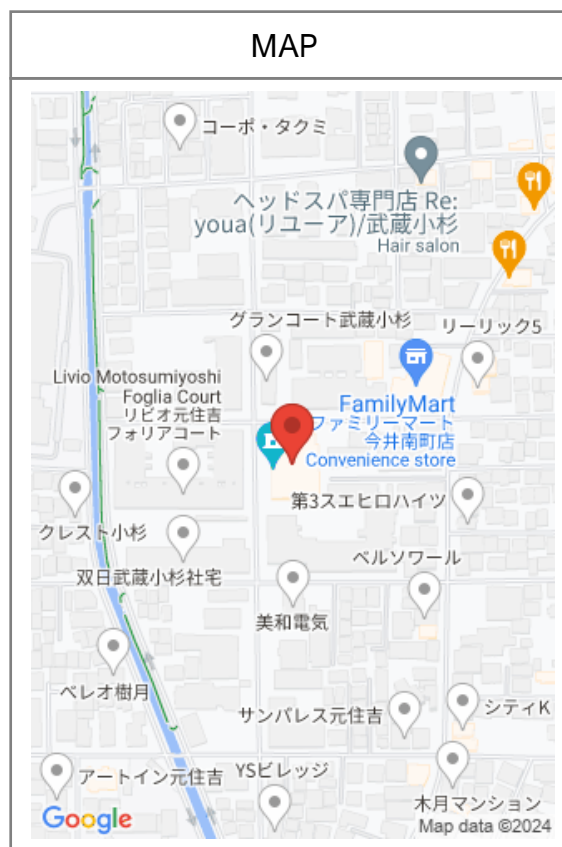 MAP
コーポ・タクミ
ヘッドスパ専門店 Re:
youa(リユーア)/武蔵小杉
Hair salon
グランコート武蔵小杉
リーリック5
Livio Motosumiyoshi
Foglia Court
リビオ元住吉
フォリアコート
FamilyMart
ファミリーマート
今井南町店
Convenience store
第3スエヒロハイツ
クレスト小杉
双日武蔵小杉社宅
ベルソワール
美和電気
ベレオ樹月
サンパレス元住吉
シティK
アートイン元住吉
YSビレッジ
木月マンション
Google
Map data ©2024